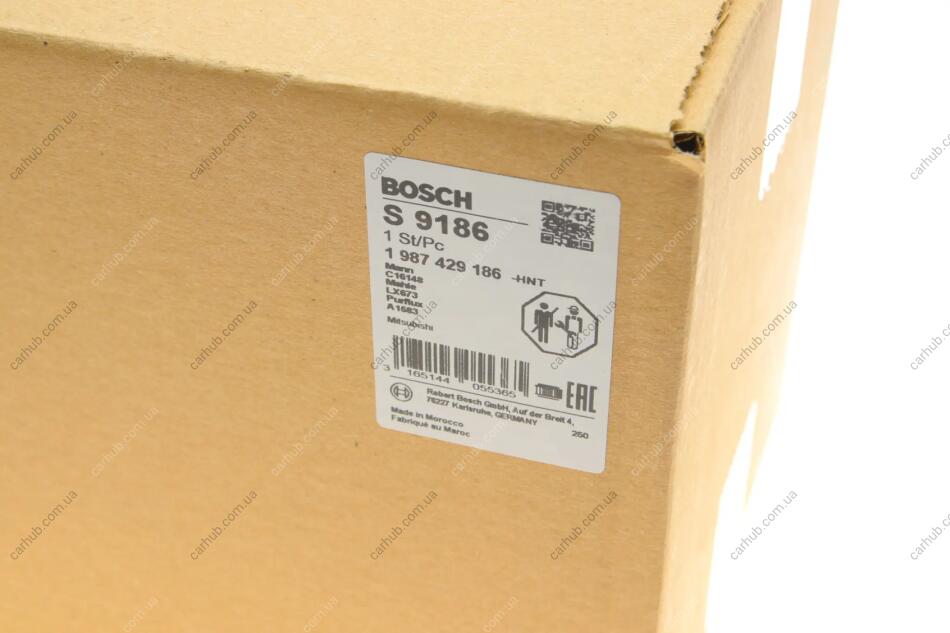 BOSCH
S 9186
1 St/Pc
1 987 429 186 -HNT
Mann
C16148
Mahle
LX673
Purflux
A1583
Mitsubishi
3 165144 055365
EAC
Robert Bosch GmbH, Auf der Breit 4,
76227 Karlsruhe, GERMANY
Made in Morocco 260
Fabriqué au Maroc
carhub.com.ua